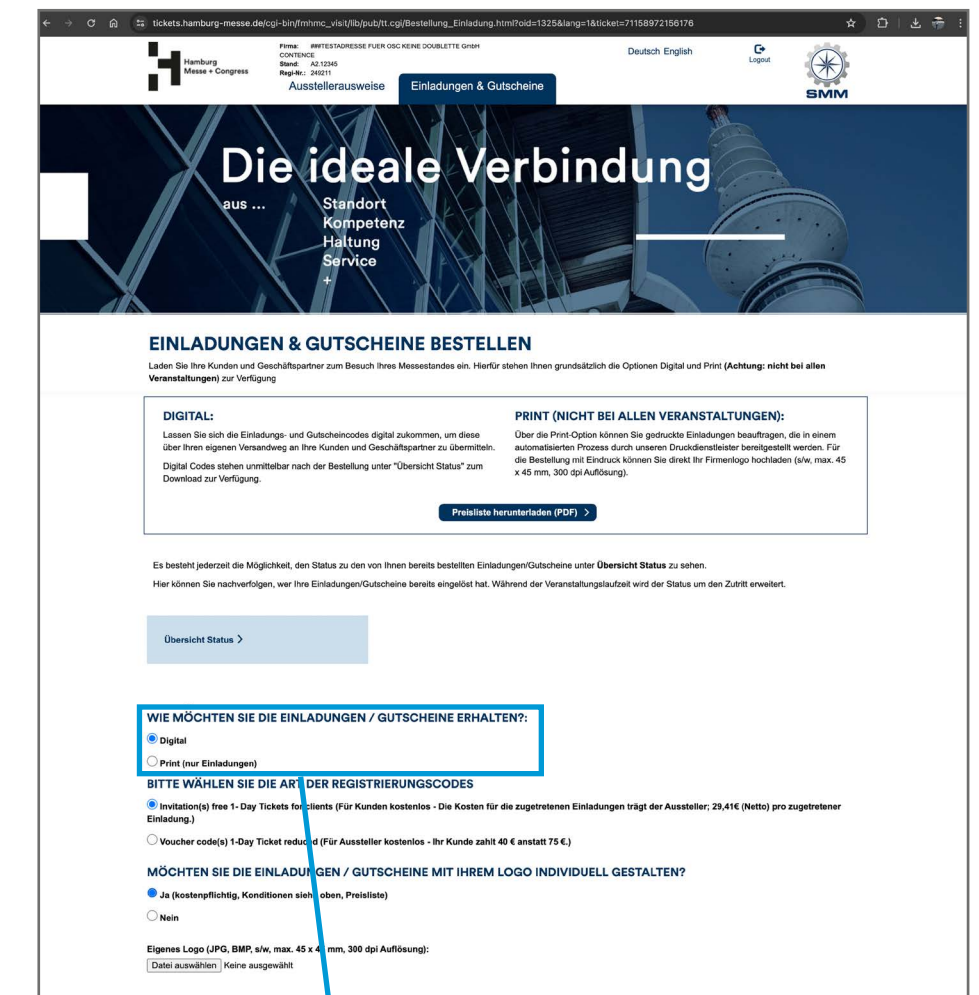 tickets.hamburg-messe.de/cgi-bin/fmhmc_visit/lib/pub/tt.cgi/Bestellung_Einladung.html?oid=1325&lang=1&ticket=71158972156176
Hamburg
Messe + Congress
Firma: ###TESTADRESSE FUER OSC KEINE DOUBLETTE GmbH
CONTENCE
Stand: A2.12345
Regi-Nr.: 249211
Deutsch English
Logout
SMM
Ausstellerausweise
Einladungen & Gutscheine
Die ideale Verbindung
aus ... Standort
Kompetenz
Haltung
Service
+
EINLADUNGEN & GUTSCHEINE BESTELLEN
Laden Sie Ihre Kunden und Geschäftspartner zum Besuch Ihres Messestandes ein. Hierfür stehen Ihnen grundsätzlich die Optionen Digital und Print (Achtung: nicht bei allen
Veranstaltungen) zur Verfügung
DIGITAL:
Lassen Sie sich die Einladungs- und Gutscheincodes digital zukommen, um diese
über Ihren eigenen Versandweg an Ihre Kunden und Geschäftspartner zu übermitteln.
Digital Codes stehen unmittelbar nach der Bestellung unter "Übersicht Status" zum
Download zur Verfügung.
PRINT (NICHT BEI ALLEN VERANSTALTUNGEN):
Über die Print-Option können Sie gedruckte Einladungen beauftragen, die in einem
automatisierten Prozess durch unseren Druckdienstleister bereitgestellt werden. Für
die Bestellung mit Eindruck können Sie direkt Ihr Firmenlogo hochladen (s/w, max. 45
x 45 mm, 300 dpi Auflösung).
Preisliste herunterladen (PDF) >
Es besteht jederzeit die Möglichkeit, den Status zu den von Ihnen bereits bestellten Einladungen/Gutscheine unter Übersicht Status zu sehen.
Hier können Sie nachverfolgen, wer Ihre Einladungen/Gutscheine bereits eingelöst hat. Während der Veranstaltungslaufzeit wird der Status um den Zutritt erweitert.
Übersicht Status >
WIE MÖCHTEN SIE DIE EINLADUNGEN / GUTSCHEINE ERHALTEN?:
Digital
Print (nur Einladungen)
BITTE WÄHLEN SIE DIE ART DER REGISTRIERUNGSCODES
Invitation(s) free 1- Day Tickets for clients (Für Kunden kostenlos - Die Kosten für die zugetretenen Einladungen trägt der Aussteller; 29,41€ (Netto) pro zugetretener
Einladung.)
Voucher code(s) 1-Day Ticket reduced (Für Aussteller kostenlos - Ihr Kunde zahlt 40 € anstatt 75 €.)
MÖCHTEN SIE DIE EINLADUNGEN / GUTSCHEINE MIT IHREM LOGO INDIVIDUELL GESTALTEN?
Ja (kostenpflichtig, Konditionen siehe oben, Preisliste)
Nein
Eigenes Logo (JPG, BMP, s/w, max. 45 x 45 mm, 300 dpi Auflösung):
Datei auswählen Keine ausgewählt